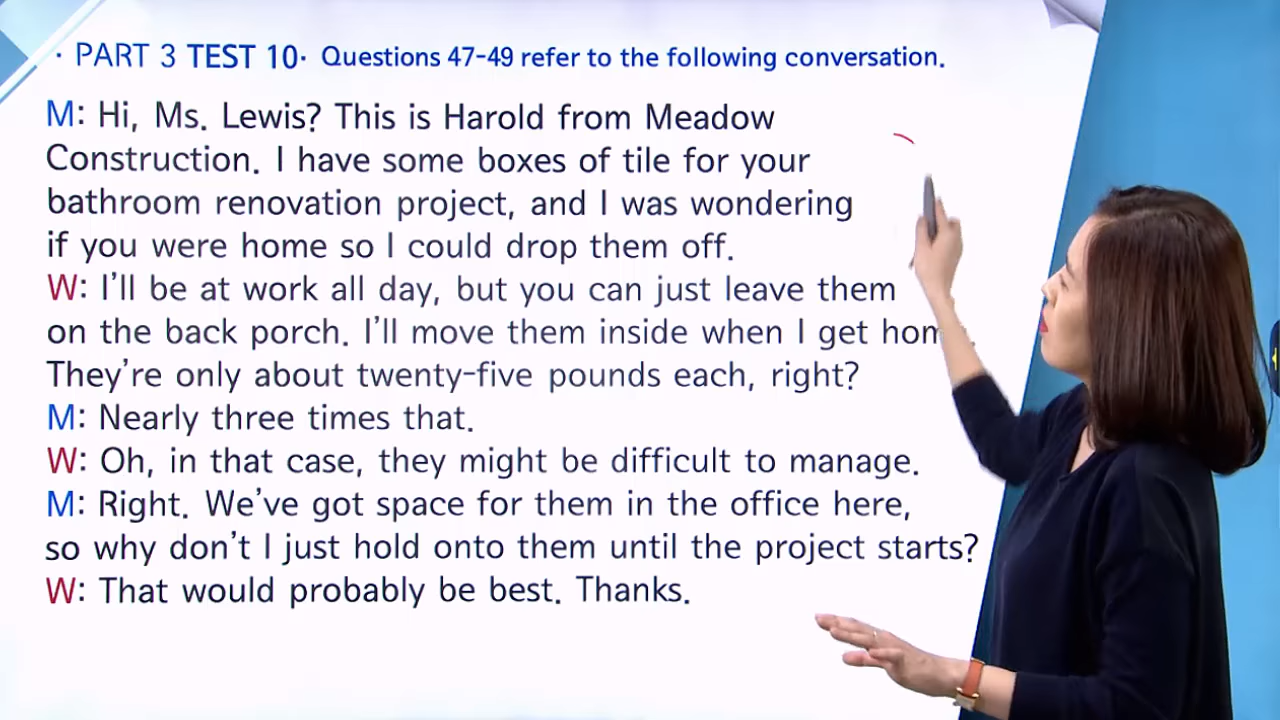 · PART 3 TEST 10· Questions 47-49 refer to the following conversation.
M: Hi, Ms. Lewis? This is Harold from Meadow
Construction. I have some boxes of tile for your
bathroom renovation project, and I was wondering
if you were home so I could drop them off.
W: I'll be at work all day, but you can just leave them
on the back porch. I'll move them inside when I get hom
They're only about twenty-five pounds each, right?
M: Nearly three times that.
W: Oh, in that case, they might be difficult to manage.
M: Right. We've got space for them in the office here,
so why don't I just hold onto them until the project starts?
W: That would probably be best. Thanks.